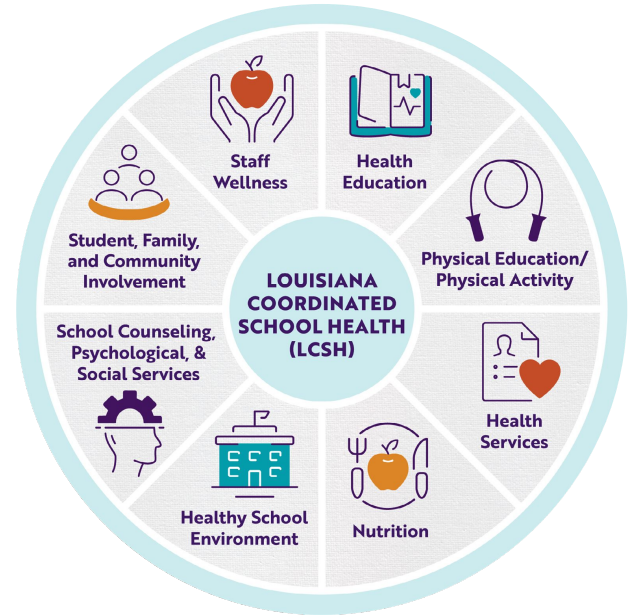 LOUISIANA
COORDINATED
SCHOOL HEALTH
(LCSH)
Health
Education
Physical Education/
Physical Activity
Health
Services
Nutrition
Healthy School
Environment
School Counseling,
Psychological, &
Social Services
Student, Family,
and Community
Involvement
Staff
Wellness